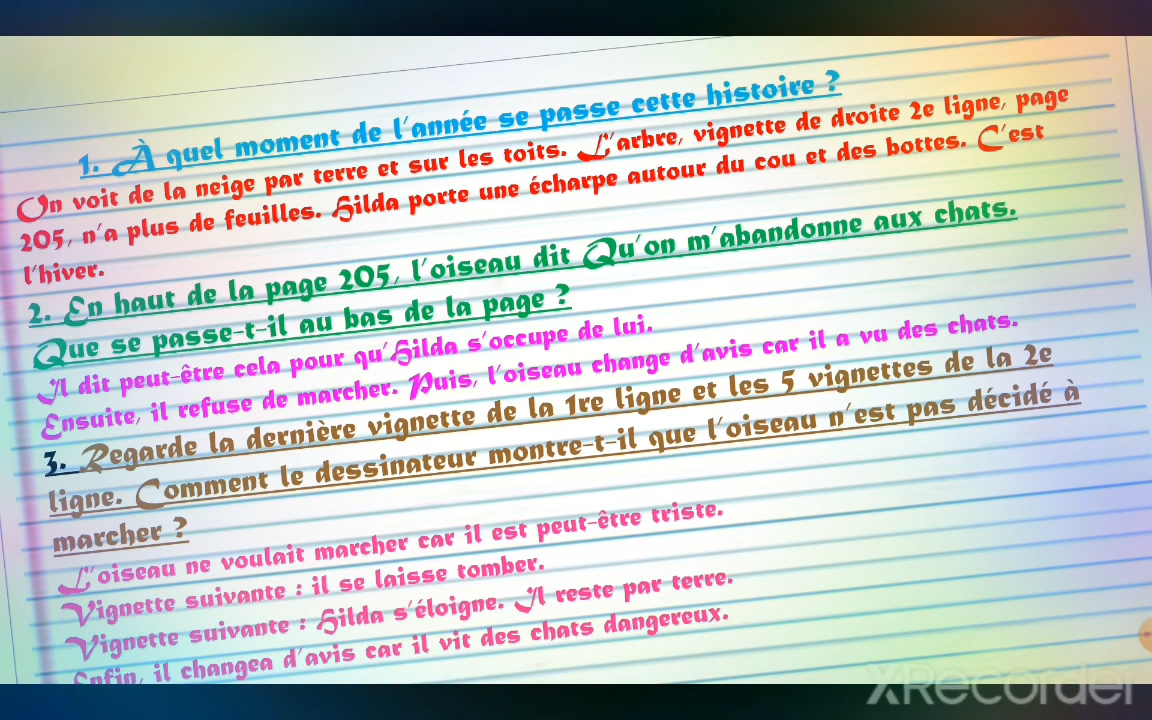 1. À quel moment de l'année se passe cette histoire ?
On voit de la neige par terre et sur les toits. L'arbre, vignette de droite 2e ligne, page
205, n'a plus de feuilles. Hilda porte une écharpe autour du cou et des bottes. C'est
l'hiver.
2. En haut de la page 205, l'oiseau dit Qu'on m'abandonne aux chats.
Que se passe-t-il au bas de la page ?
Il dit peut-être cela pour qu'Hilda s'occupe de lui.
Ensuite, il refuse de marcher. Puis, l'oiseau change d'avis car il a vu des chats.
3. Regarde la dernière vignette de la 1re ligne et les 5 vignettes de la 2e
ligne. Comment le dessinateur montre-t-il que l'oiseau n'est pas décidé à
marcher ?
L'oiseau ne voulait marcher car il est peut-être triste.
Vignette suivante : il se laisse tomber.
Vignette suivante : Hilda s'éloigne. Il reste par terre.
Enfin, il changea d'avis car il vit des chats dangereux.
XRecorder